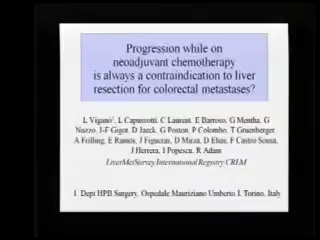 Progression while on
neoadjuvant chemotherapy
is always a contraindication to liver
resection for colorectal metastases?
L Viganò¹, L Capussotti, C Laurent, E Barroso, G Mentha, G
Nuzzo, J-F Gigot, D Jaeck, G Poston, P Colombo, T Gruenberger,
A Frilling, E Ramos, J Figueras, D Mirza, D Elias, F Castro Sousa,
J Herrera, I Popescu, R Adam
LiverMetSurvey International Registry CRLM
1 Dept HPB Surgery, Ospedale Mauriziano Umberto I. Torino, Italy